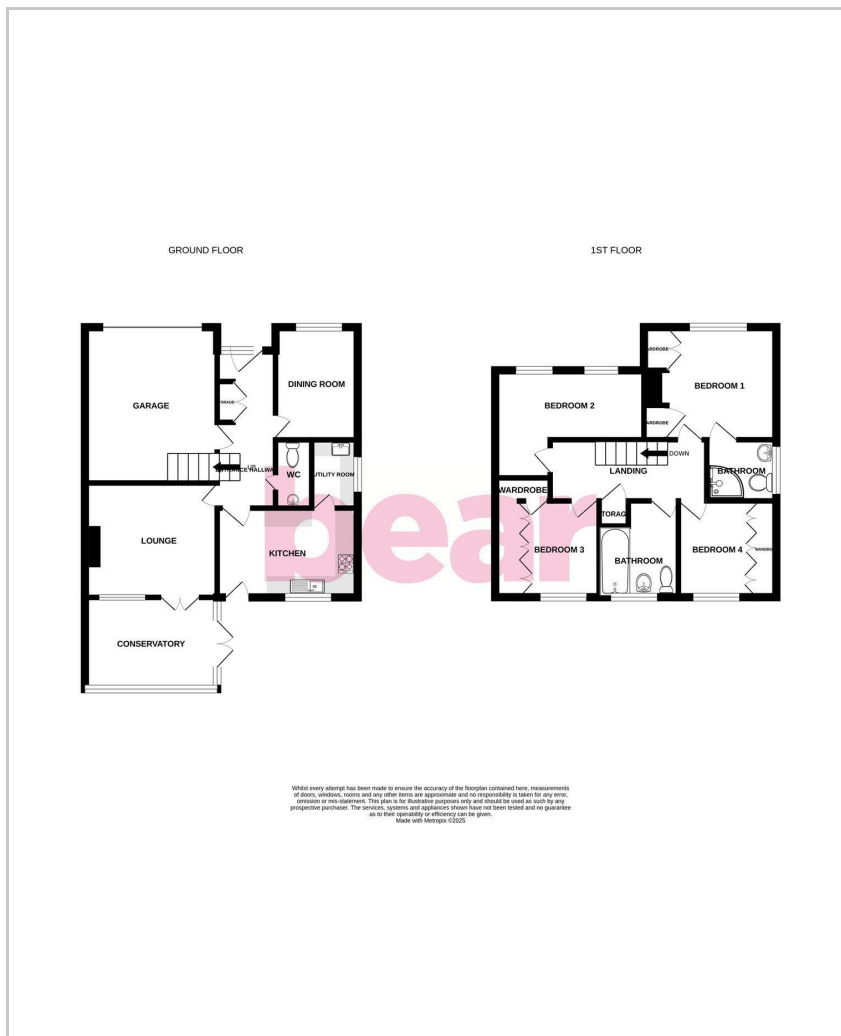 GROUND FLOOR
1ST FLOOR
GARAGE
DINING ROOM
UP
WC
UTILITY ROOM
LOUNGE
KITCHEN
CONSERVATORY
BEDROOM 1
BEDROOM 2
DOWN
LANDING
BATHROOM
WARDROBE
BEDROOM 3
BATHROOM
BEDROOM 4
bear
Whilst every attempt has been made to ensure the accuracy of the floorplan contained here, measurements
of doors, windows, rooms and any other items are approximate and no responsibility is taken for any error,
omission or mis-statement. This plan is for illustrative purposes only and should be used as such by any
prospective purchaser. The services, systems and appliances shown have not been tested and no guarantee
as to their operability or efficiency can be given.
Made with Metropix ©2025